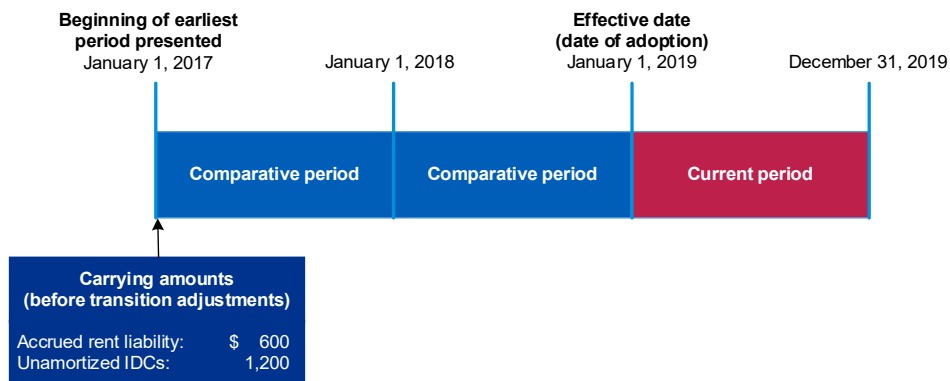 Beginning of earliest
period presented
January 1, 2017
January 1, 2018
Effective date
(date of adoption)
January 1, 2019
December 31, 2019
Comparative period
Comparative period
Current period
Carrying amounts
(before transition adjustments)
Accrued rent liability: $ 600
Unamortized IDCs: 1,200